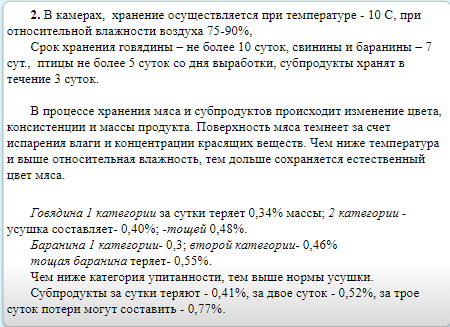 2. В камерах, хранение осуществляется при температуре - 10 С, при
относительной влажности воздуха 75-90%,
Срок хранения говядины – не более 10 суток, свинины и баранины – 7
сут., птицы не более 5 суток со дня выработки, субпродукты хранят в
течение 3 суток.
В процессе хранения мяса и субпродуктов происходит изменение цвета,
консистенции и массы продукта. Поверхность мяса темнеет за счет
испарения влаги и концентрации красящих веществ. Чем ниже температура
и выше относительная влажность, тем дольше сохраняется естественный
цвет мяса.
Говядина 1 категории за сутки теряет 0,34% массы; 2 категории -
усушка составляет- 0,40%; -тощей 0,48%.
Баранина 1 категории- 0,3; второй категории- 0,46%
тощая баранина теряет- 0,55%.
Чем ниже категория упитанности, тем выше нормы усушки.
Субпродукты за сутки теряют - 0,41%, за двое суток - 0,52%, за трое
суток потери могут составить - 0,77%.